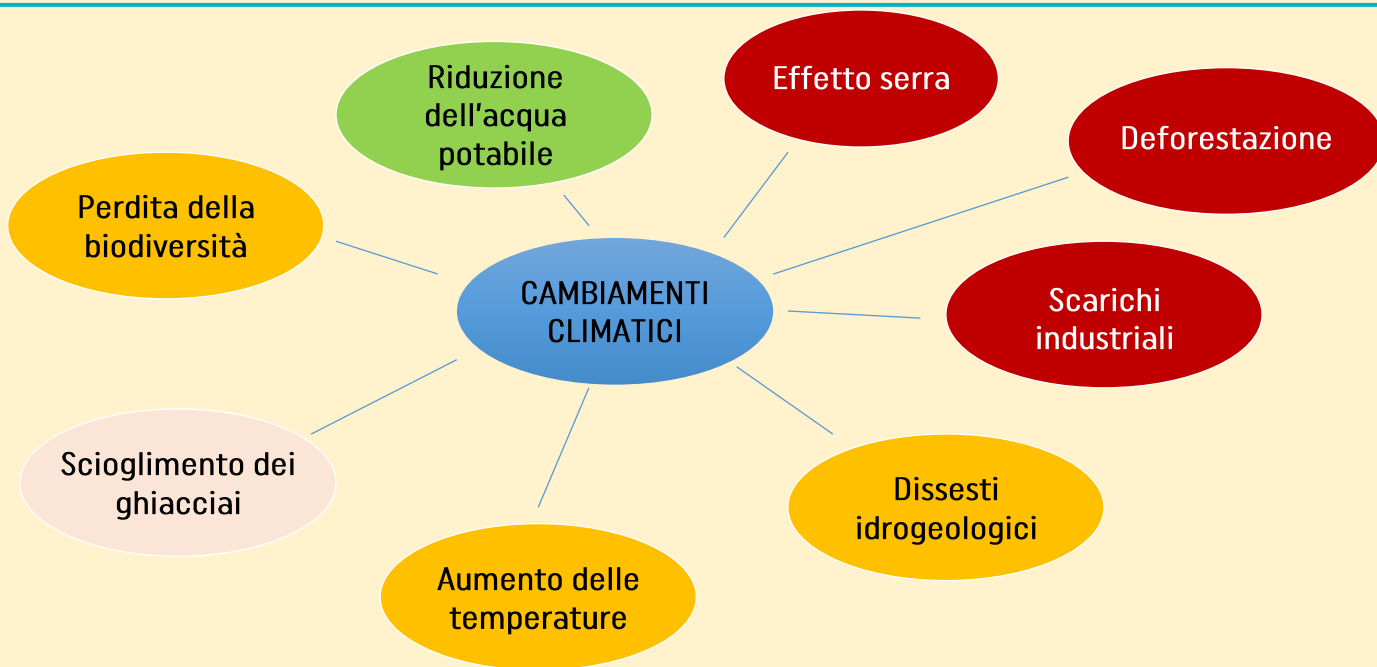 Riduzione
dell'acqua
potabile
Effetto serra
Deforestazione
Perdita della
biodiversità
CAMBIAMENTI
CLIMATICI
Scarichi
industriali
Scioglimento dei
ghiacciai
Dissesti
idrogeologici
Aumento delle
temperature